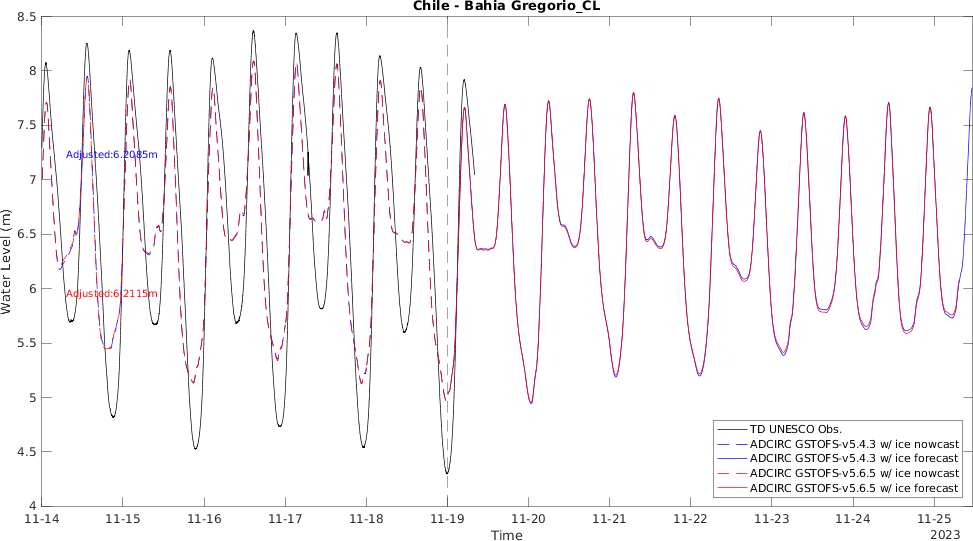 Chile - Bahia Gregorio_CL
8.5
8
7.5
7
6.5
6
5.5
5
4.5
4
Water Level (m)
Adjusted:6.2085m
Adjusted:6.2115m
TD UNESCO Obs.
ADCIRC GSTOFS-v5.4.3 w/ ice nowcast
ADCIRC GSTOFS-v5.4.3 w/ ice forecast
ADCIRC GSTOFS-v5.6.5 w/ ice nowcast
ADCIRC GSTOFS-v5.6.5 w/ ice forecast
11-14 11-15 11-16 11-17 11-18 11-19 11-20 11-21 11-22 11-23 11-24 11-25
Time
2023